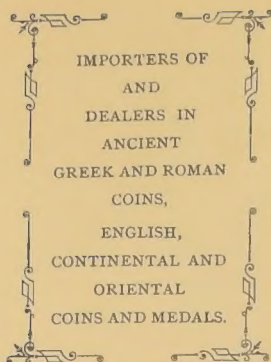 IMPORTERS OF
AND
DEALERS IN
ANCIENT
GREEK AND ROMAN
COINS,
ENGLISH,
CONTINENTAL AND
ORIENTAL
COINS AND MEDALS.